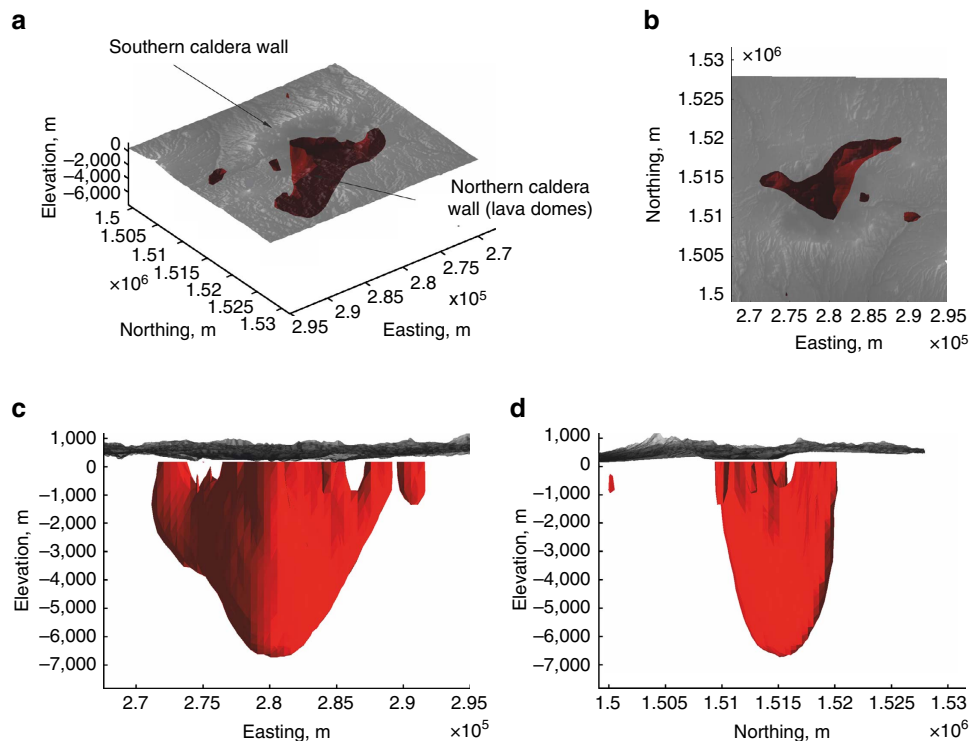 a
Southern caldera wall
Elevation, m
0
–2,000
–4,000
–6,000
Northern caldera
wall (lava domes)
1.5
1.505
1.51
1.515
1.52
1.525
1.53
×10⁶
Northing, m
2.95
2.9
2.85
2.8
2.75
2.7
×10⁵
Easting, m
b
×10⁶
1.53
1.525
1.52
1.515
1.51
1.505
1.5
Northing, m
2.7 2.75 2.8 2.85 2.9 2.95
Easting, m
×10⁵
c
1,000
0
–1,000
–2,000
–3,000
–4,000
–5,000
–6,000
–7,000
Elevation, m
2.7 2.75 2.8 2.85 2.9 2.95
Easting, m
×10⁵
d
1,000
0
–1,000
–2,000
–3,000
–4,000
–5,000
–6,000
–7,000
Elevation, m
1.5 1.505 1.51 1.515 1.52 1.525 1.53
Northing, m
×10⁶